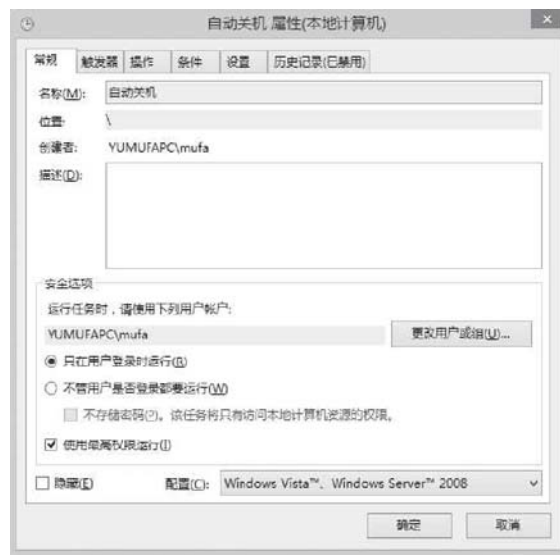 自动关机 属性(本地计算机)
常规 触发器 操作 条件 设置 历史记录(已禁用)
名称(M): 自动关机
位置: \
创建者: YUMUFAPC\mufa
描述(D):
安全选项
运行任务时，请使用下列用户帐户:
YUMUFAPC\mufa 更改用户或组(U)...
只在用户登录时运行(R)
不管用户是否登录都要运行(W)
不存储密码(P)。该任务将只有访问本地计算机资源的权限。
使用最高权限运行(I)
隐藏(E) 配置(C): Windows Vista™、Windows Server™ 2008
确定 取消